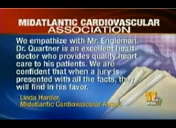 MIDATLANTIC CARDIOVASCULAR
ASSOCIATION
We empathize with Mr. Engleman.
Dr. Quartner is an excellent heart
doctor who provides quality heart
care to his patients. We are
confident that when a jury is
presented with all the facts, they
will find in his favor.
Linda Harder,
Midatlantic Cardiovascular Assoc.